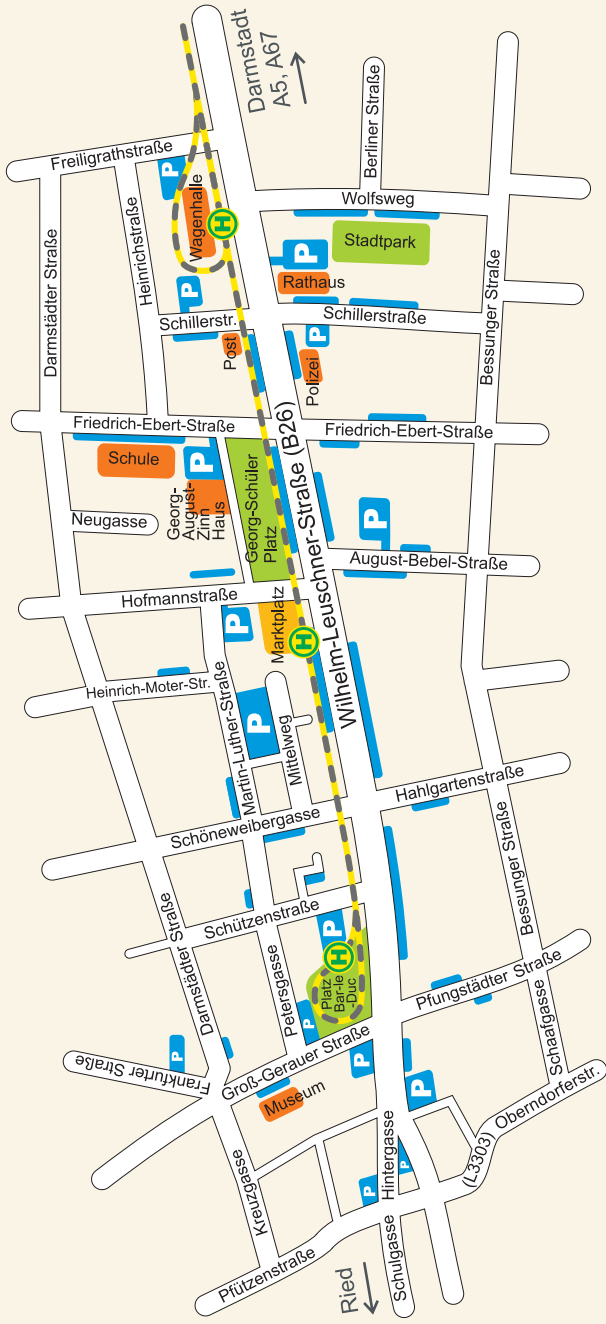 Darmstadt
A5, A67
Freiligrathstraße
P
Berliner Straße
Wagenhalle
H
Wolfsweg
Darmstädter Straße
Heinrichstraße
P
P
Stadtpark
Rathaus
Schillerstr.
Post
Schillerstraße
P
Polizei
Bessunger Straße
Friedrich-Ebert-Straße
Friedrich-Ebert-Straße
Schule
P
Georg-
August-
Zinn
Haus
Georg-Schüler
Platz
Wilhelm-Leuschner-Straße (B26)
Neugasse
P
August-Bebel-Straße
Hofmannstraße
P
Marktplatz
H
Heinrich-Moter-Str.
Martin-Luther-Straße
P
Mittelweg
Schöneweibergasse
Hahlgartenstraße
Schützenstraße
Darmstädter Straße
Petersgasse
P
H
Platz
Bar-le
-Duc
P
Bessunger Straße
Pfungstädter Straße
Schaafgasse
Frankfurter Straße
P
Groß-Gerauer Straße
Museum
P
P
Oberndorferstr.
(L3303)
Kreuzgasse
Hintergasse
P
P
Pfützenstraße
Schulgasse
Ried